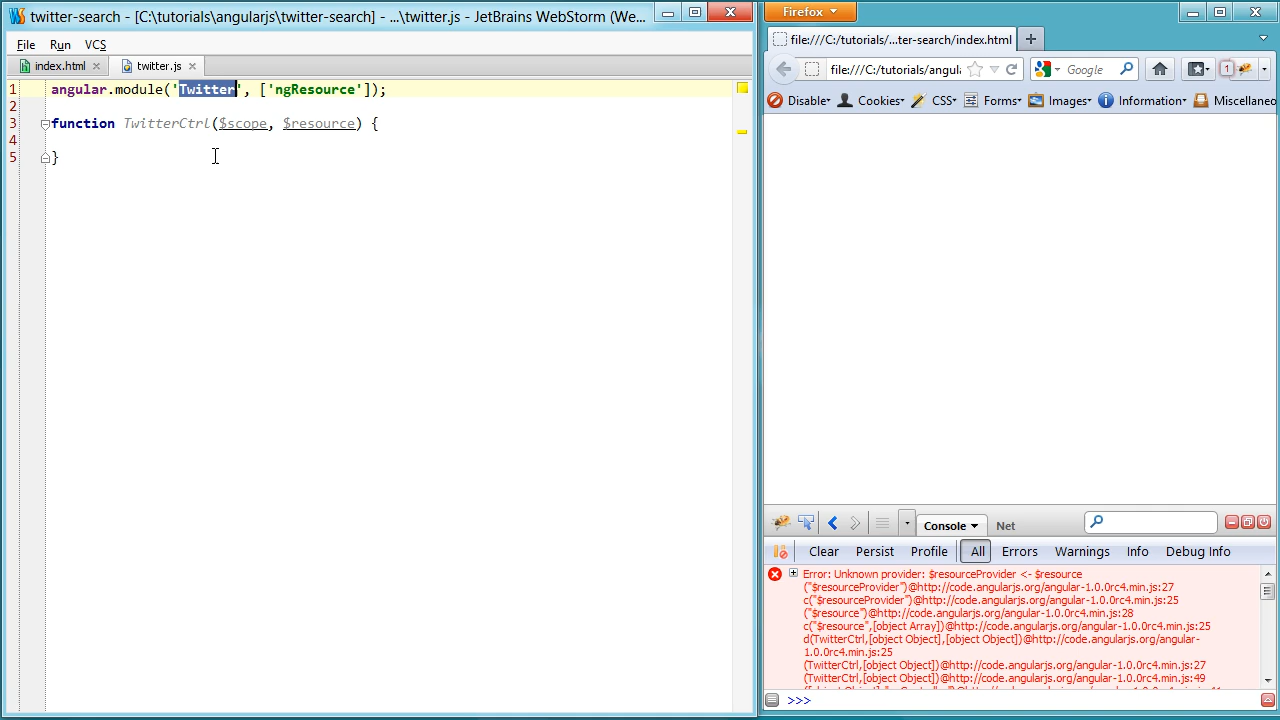 twitter-search - [C:\tutorials\angularjs\twitter-search] - ...\twitter.js - JetBrains WebStorm (We...
File Run VCS
index.html twitter.js
1 angular.module('Twitter', ['ngResource']);
2
3 function TwitterCtrl($scope, $resource) {
4
5 }
Firefox
file:///C:/tutorials/...ter-search/index.html
file:///C:/tutorials/angula
Google
1
Disable Cookies CSS Forms Images Information Miscellaneo
Console Net
Clear Persist Profile All Errors Warnings Info Debug Info
Error: Unknown provider: $resourceProvider <- $resource
("$resourceProvider")@http://code.angularjs.org/angular-1.0.0rc4.min.js:27
c("$resourceProvider")@http://code.angularjs.org/angular-1.0.0rc4.min.js:25
("$resource")@http://code.angularjs.org/angular-1.0.0rc4.min.js:28
c("$resource",[object Array])@http://code.angularjs.org/angular-1.0.0rc4.min.js:25
d(TwitterCtrl,[object Object],[object Object])@http://code.angularjs.org/angular-
1.0.0rc4.min.js:25
(TwitterCtrl,[object Object])@http://code.angularjs.org/angular-1.0.0rc4.min.js:27
(TwitterCtrl,[object Object])@http://code.angularjs.org/angular-1.0.0rc4.min.js:49
>>>